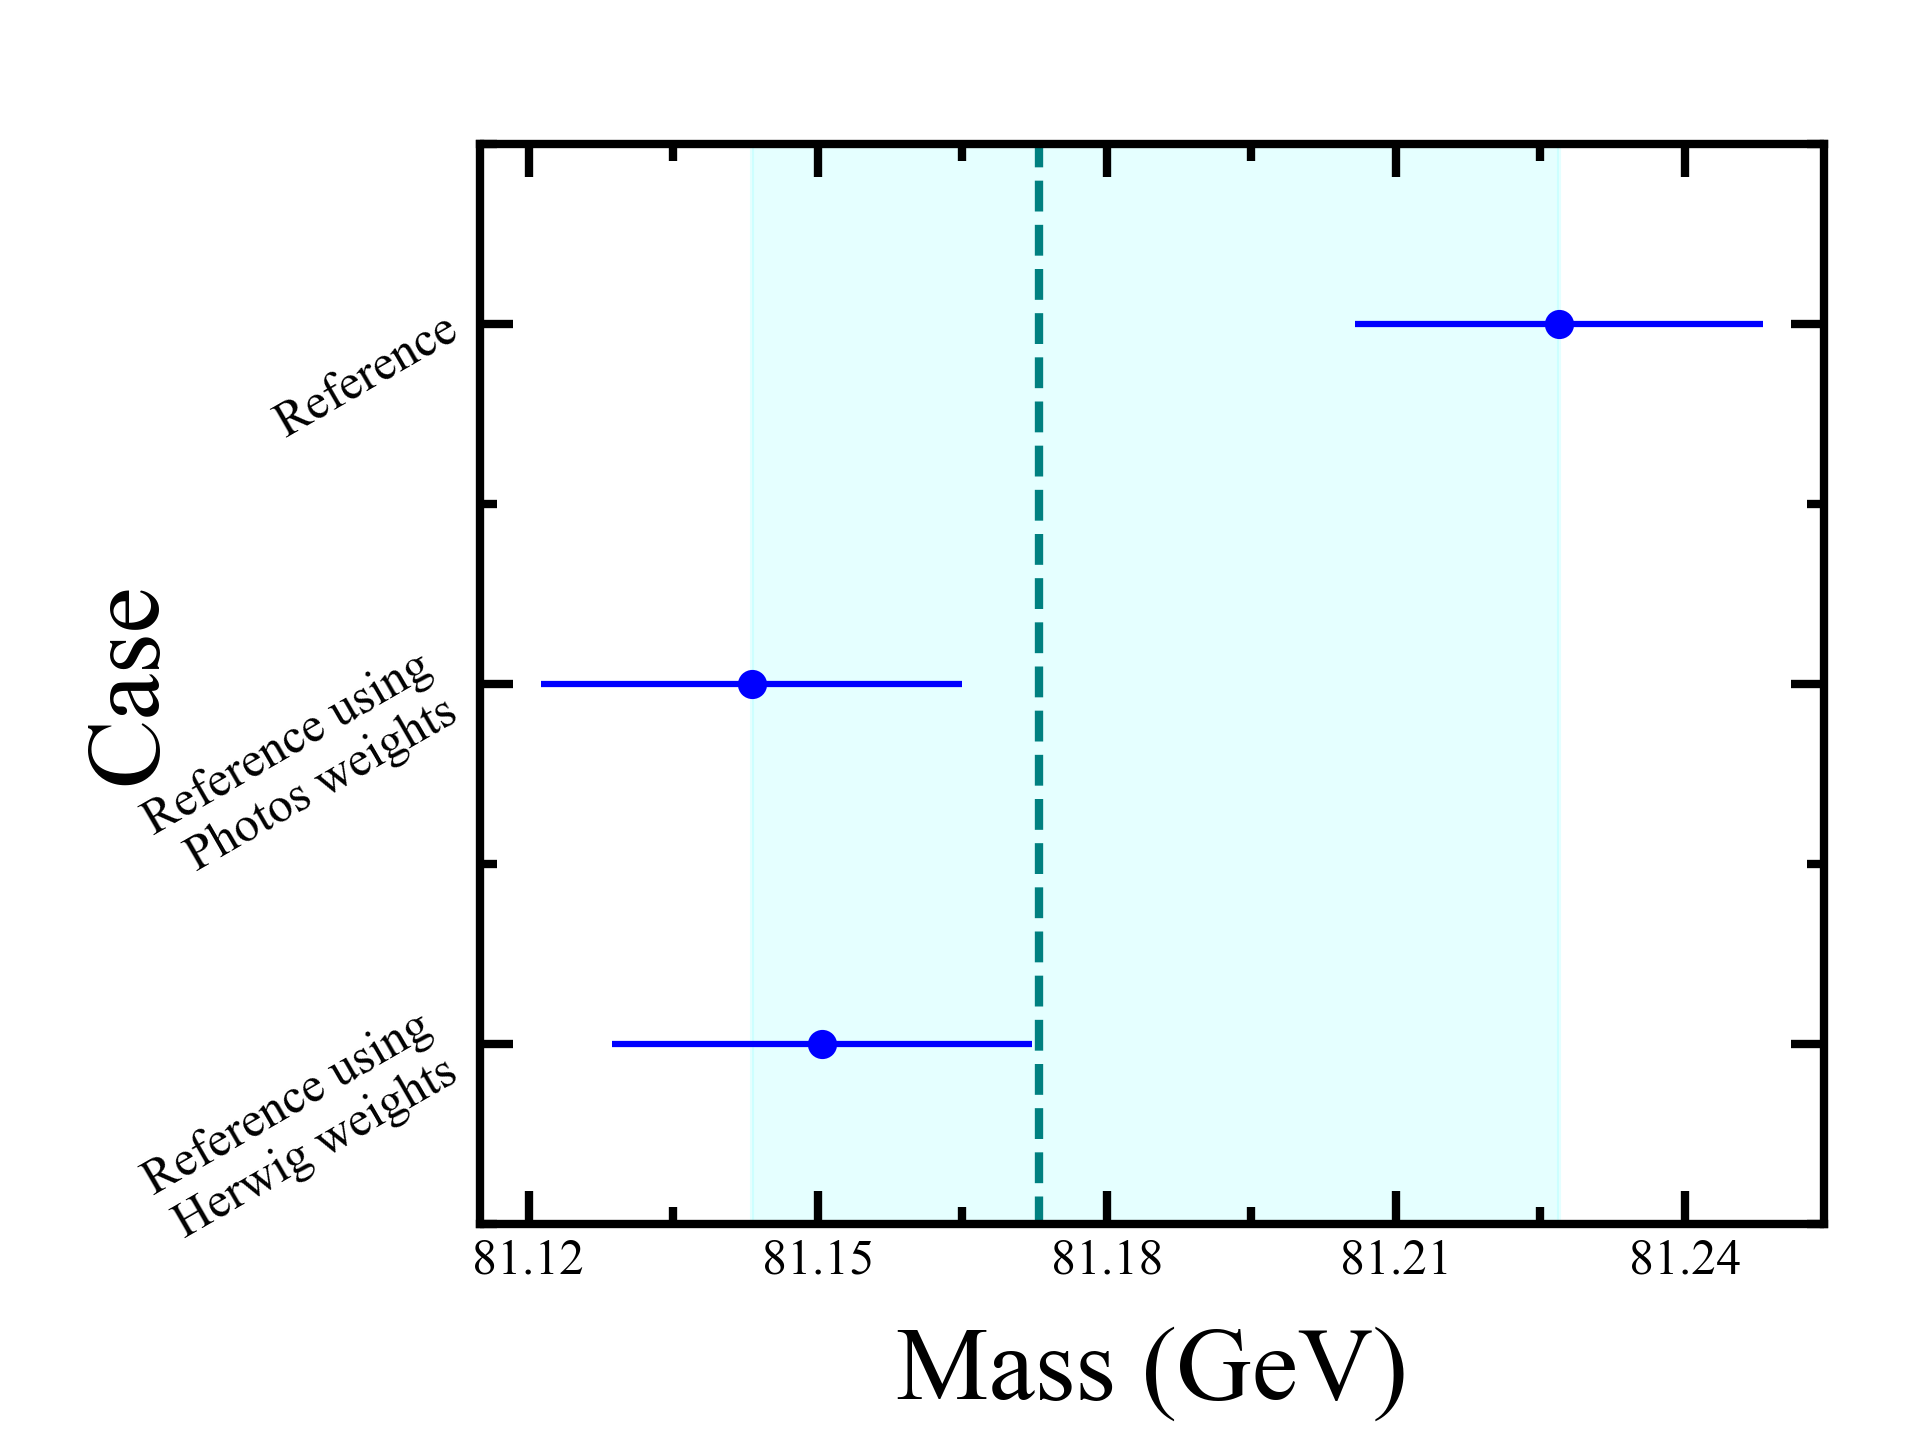 Case
Reference
Reference using
Photos weights
Reference using
Herwig weights
81.12 81.15 81.18 81.21 81.24
Mass (GeV)